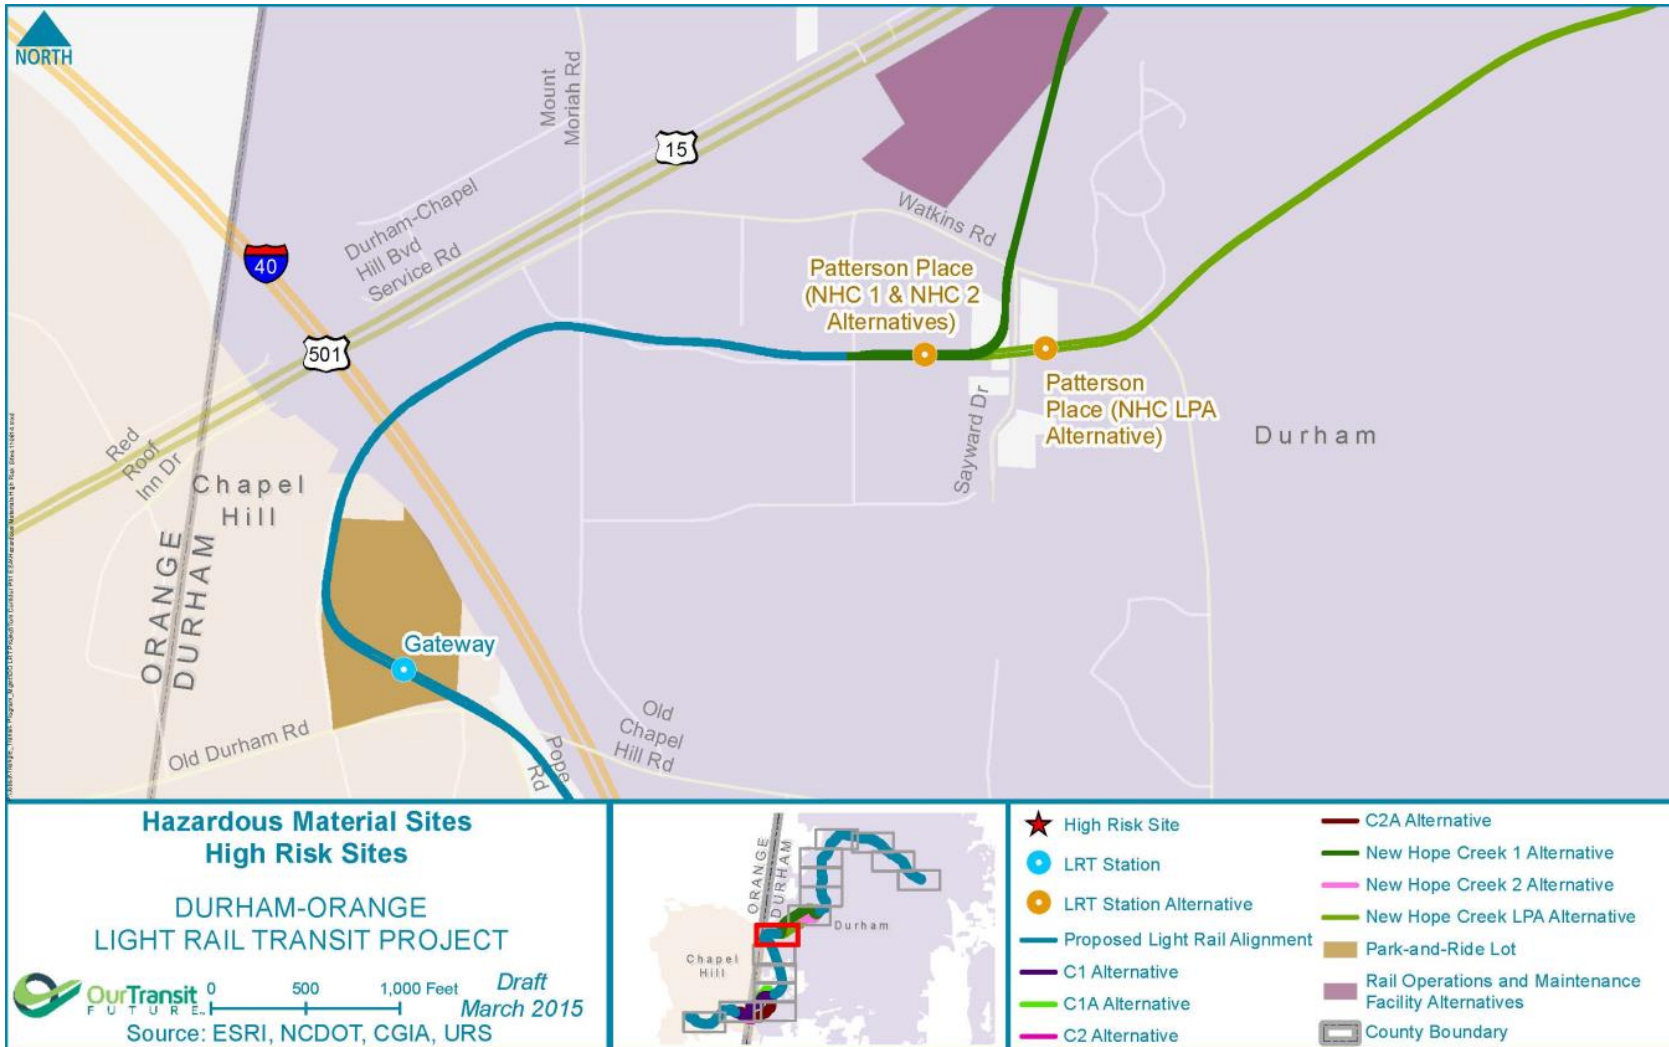 NORTH
Mount
Moriah Rd
15
Durham-Chapel
Hill Bvd
Service Rd
40
501
Watkins Rd
Patterson Place
(NHC 1 & NHC 2
Alternatives)
Patterson
Place (NHC LPA
Alternative)
Sayward Dr
Durham
Red
Roof
Inn Dr
Chapel
Hill
ORANGE
DURHAM
Gateway
Old Durham Rd
Pope
Rd
Old
Chapel
Hill Rd
Hazardous Material Sites
High Risk Sites
DURHAM-ORANGE
LIGHT RAIL TRANSIT PROJECT
OurTransit
FUTURE
0 500 1,000 Feet
Draft
March 2015
Source: ESRI, NCDOT, CGIA, URS
ORANGE
DURHAM
Durham
Chapel
Hill
High Risk Site
LRT Station
LRT Station Alternative
Proposed Light Rail Alignment
C1 Alternative
C1A Alternative
C2 Alternative
C2A Alternative
New Hope Creek 1 Alternative
New Hope Creek 2 Alternative
New Hope Creek LPA Alternative
Park-and-Ride Lot
Rail Operations and Maintenance
Facility Alternatives
County Boundary